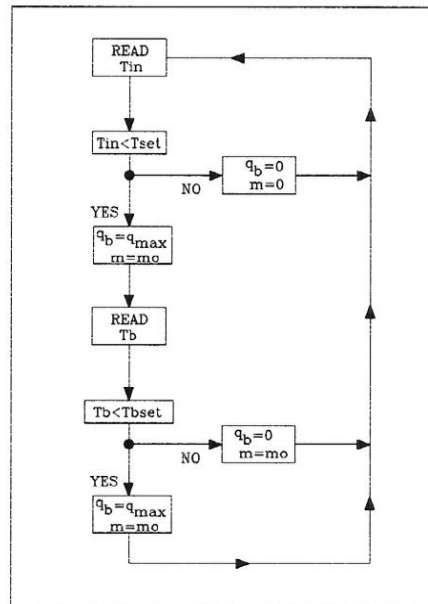 READ
Tin
Tin<Tset
NO
q_b=0
m=0
YES
q_b=q_max
m=mo
READ
Tb
Tb<Tbset
NO
q_b=0
m=mo
YES
q_b=q_max
m=mo